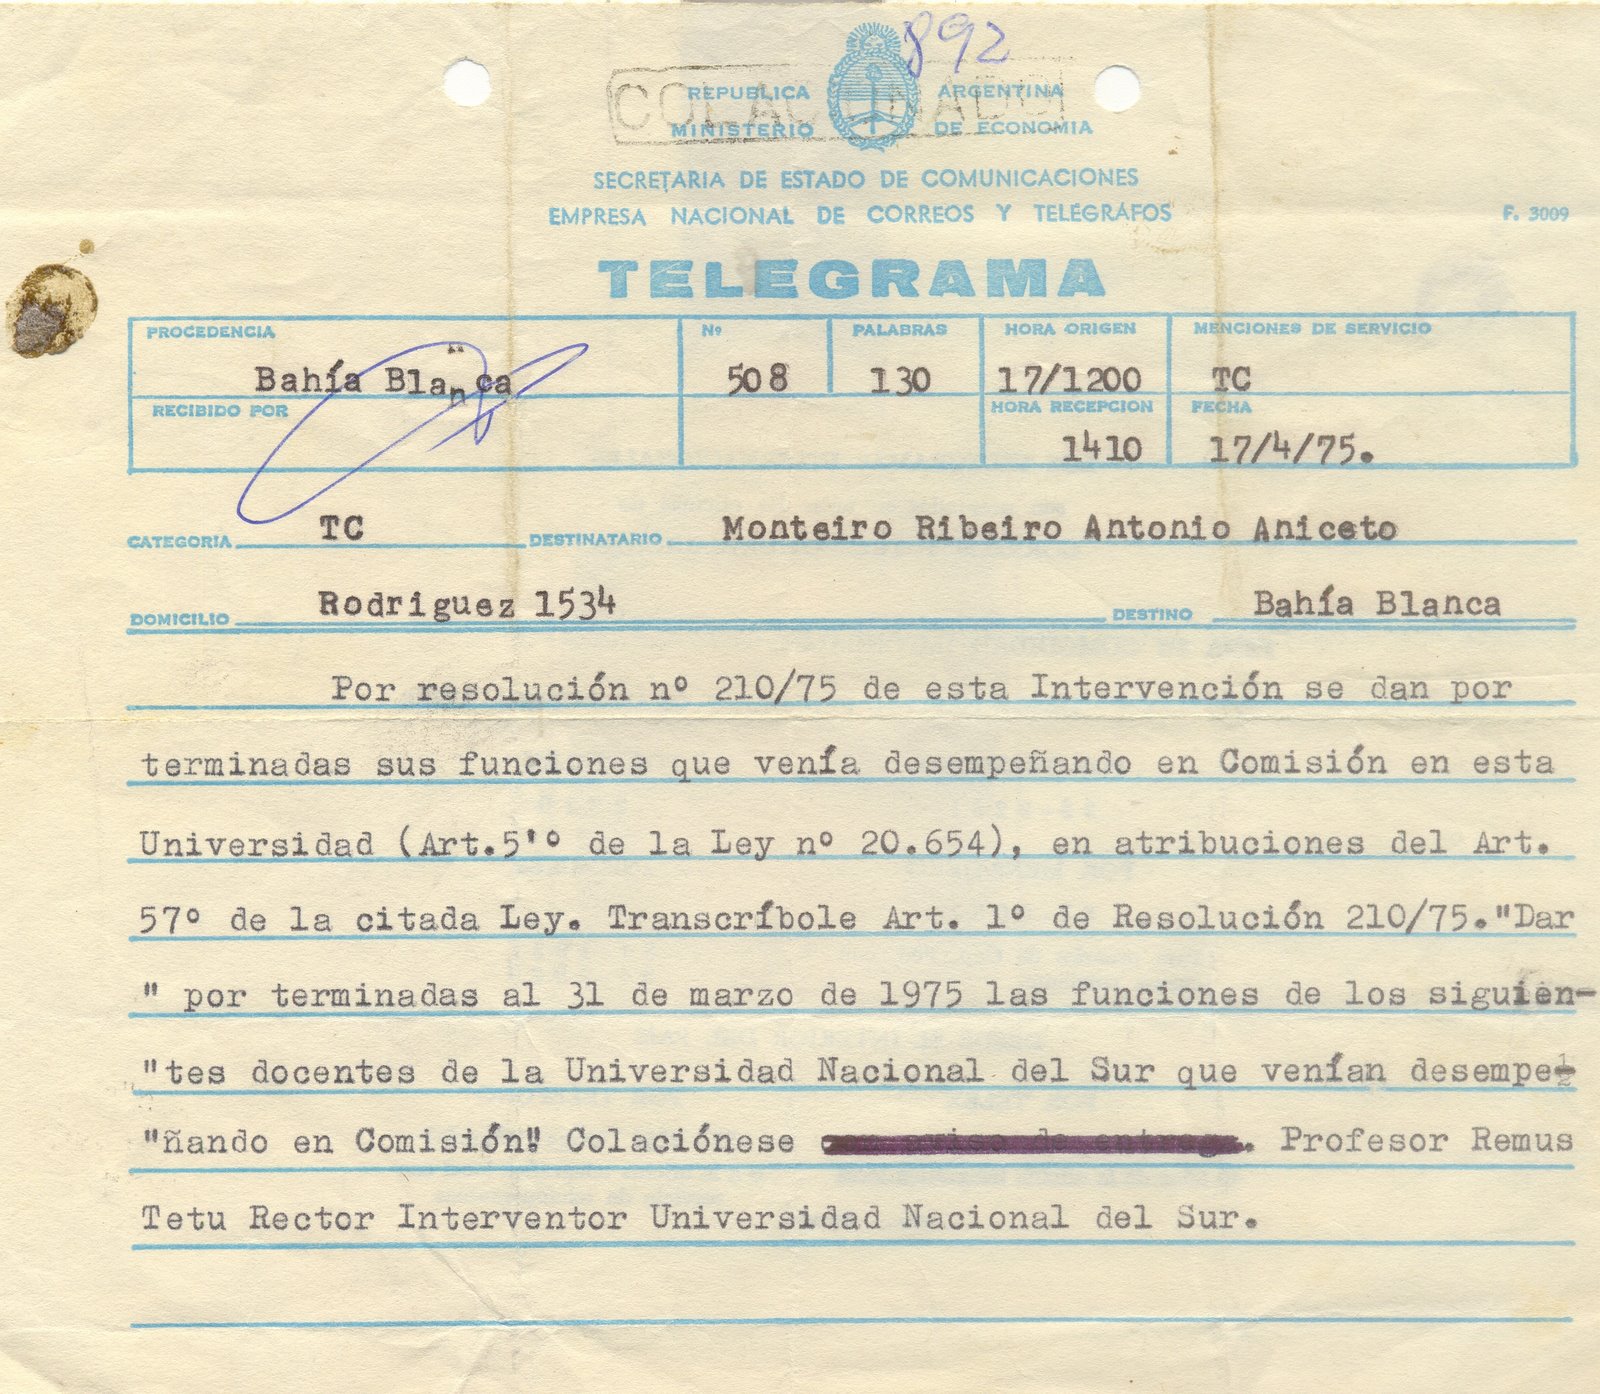 892
COLACIONADO
REPUBLICA ARGENTINA
MINISTERIO DE ECONOMIA
SECRETARIA DE ESTADO DE COMUNICACIONES
EMPRESA NACIONAL DE CORREOS Y TELEGRAFOS
F. 3009
TELEGRAMA
PROCEDENCIA Nº PALABRAS HORA ORIGEN MENCIONES DE SERVICIO
Bahía Blanca 508 130 17/1200 TC
RECIBIDO POR HORA RECEPCION FECHA
1410 17/4/75.
CATEGORIA TC DESTINATARIO Monteiro Ribeiro Antonio Aniceto
DOMICILIO Rodriguez 1534 DESTINO Bahía Blanca
Por resolución nº 210/75 de esta Intervención se dan por
terminadas sus funciones que venía desempeñando en Comisión en esta
Universidad (Art.5'º de la Ley nº 20.654), en atribuciones del Art.
57º de la citada Ley. Transcríbole Art. 1º de Resolución 210/75."Dar
" por terminadas al 31 de marzo de 1975 las funciones de los siguien-
"tes docentes de la Universidad Nacional del Sur que venían desempe-
"ñando en Comisión". Colaciónese aviso de entrega. Profesor Remus
Tetu Rector Interventor Universidad Nacional del Sur.